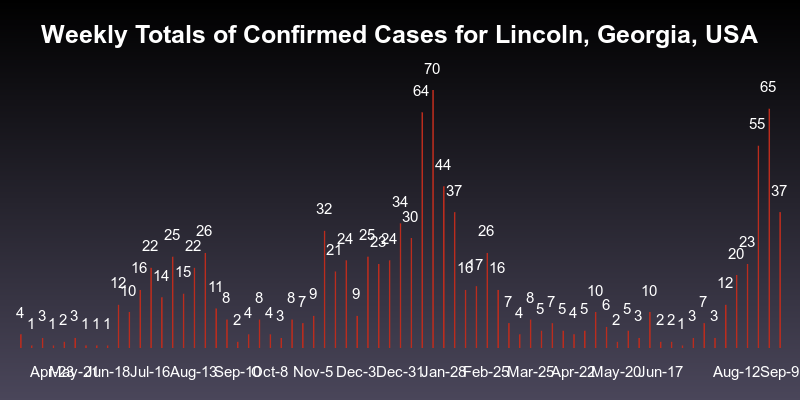 Weekly Totals of Confirmed Cases for Lincoln, Georgia, USA
4 1 3 1 2 3 1 1 1 12 10 16 22 14 25 15 22 26 11 8 2 4 8 4 3 8 7 9 32 21 24 9 25 23 24 34 30 64 70 44 37 16 17 26 16 7 4 8 5 7 5 4 5 10 6 2 5 3 10 2 2 1 3 7 3 12 20 23 55 65 37
Apr-23 May-21 Jun-18 Jul-16 Aug-13 Sep-10 Oct-8 Nov-5 Dec-3 Dec-31 Jan-28 Feb-25 Mar-25 Apr-22 May-20 Jun-17 Aug-12 Sep-9